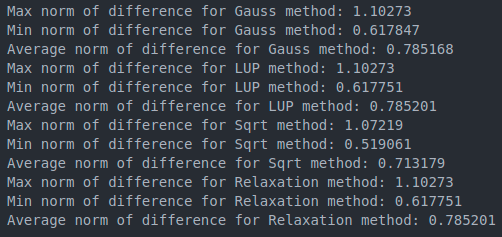 Max norm of difference for Gauss method: 1.10273
Min norm of difference for Gauss method: 0.617847
Average norm of difference for Gauss method: 0.785168
Max norm of difference for LUP method: 1.10273
Min norm of difference for LUP method: 0.617751
Average norm of difference for LUP method: 0.785201
Max norm of difference for Sqrt method: 1.07219
Min norm of difference for Sqrt method: 0.519061
Average norm of difference for Sqrt method: 0.713179
Max norm of difference for Relaxation method: 1.10273
Min norm of difference for Relaxation method: 0.617751
Average norm of difference for Relaxation method: 0.785201